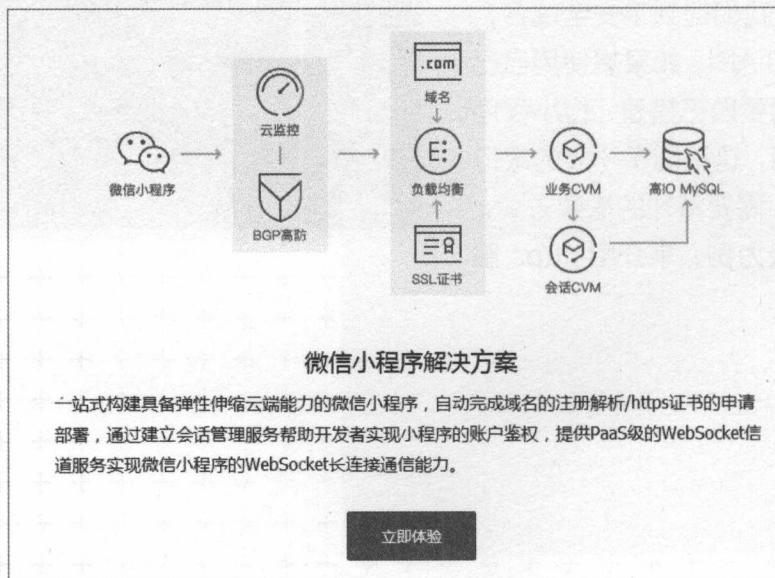 .com
域名
云监控
微信小程序
负载均衡
业务CVM
高IO MySQL
BGP高防
SSL证书
会话CVM
微信小程序解决方案
一站式构建具备弹性伸缩云端能力的微信小程序，自动完成域名的注册解析/https证书的申请
部署，通过建立会话管理服务帮助开发者实现小程序的账户鉴权，提供PaaS级的WebSocket信
道服务实现微信小程序的WebSocket长连接通信能力。
立即体验